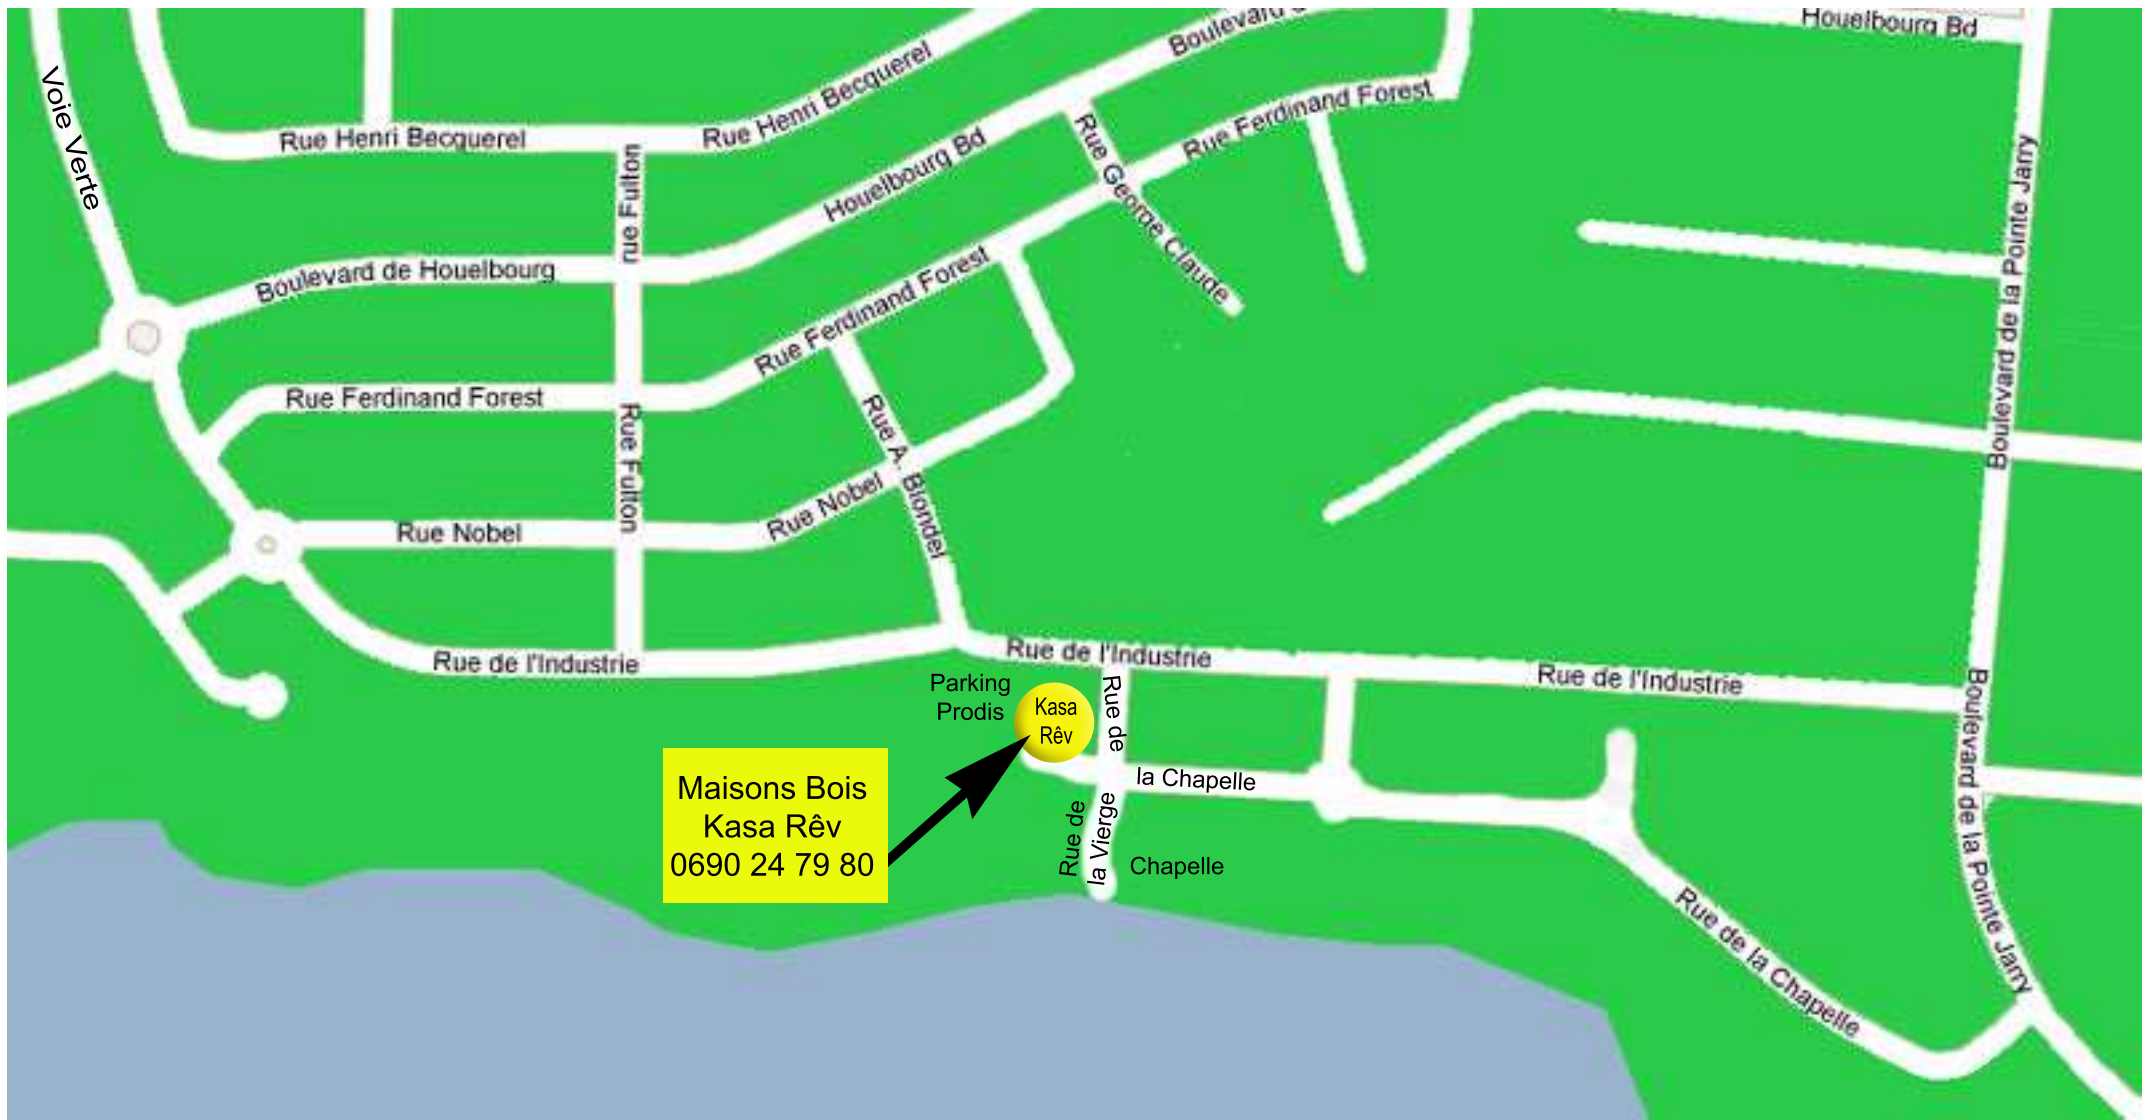 Houelbourg Bd
Boulevard
Voie Verte
Rue Henri Becquerel
Rue Henri Becquerel
rue Fulton
Houelbourg Bd
Rue George Claude
Rue Ferdinand Forest
Boulevard de la Pointe Jarry
Boulevard de Houelbourg
Rue Ferdinand Forest
Rue Ferdinand Forest
Rue Fulton
Rue A. Blondel
Rue Nobel
Rue Nobel
Rue de l'Industrie
Rue de l'Industrie
Rue de l'Industrie
Boulevard de la Pointe Jarry
Parking
Prodis
Kasa
Rêv
Rue de
la Chapelle
Maisons Bois
Kasa Rêv
0690 24 79 80
Rue de
la Vierge
Chapelle
Rue de la Chapelle